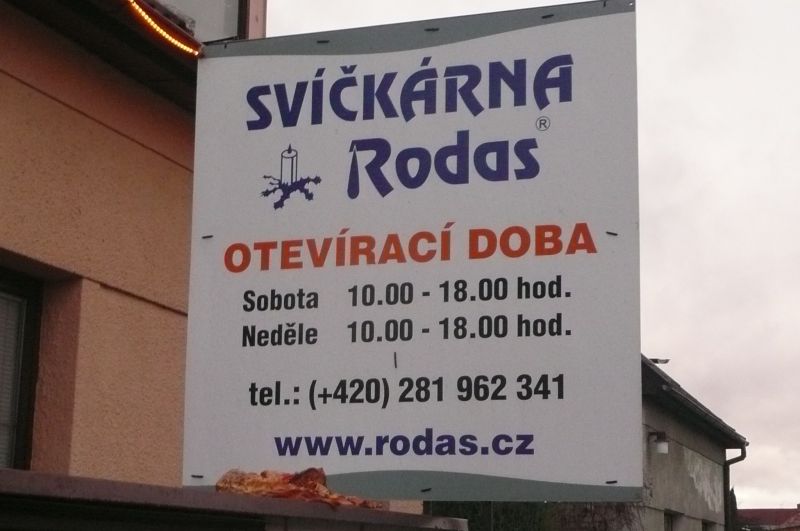 SVÍČKÁRNA
Rodas ®
OTEVÍRACÍ DOBA
Sobota 10.00 - 18.00 hod.
Neděle 10.00 - 18.00 hod.
tel.: (+420) 281 962 341
www.rodas.cz